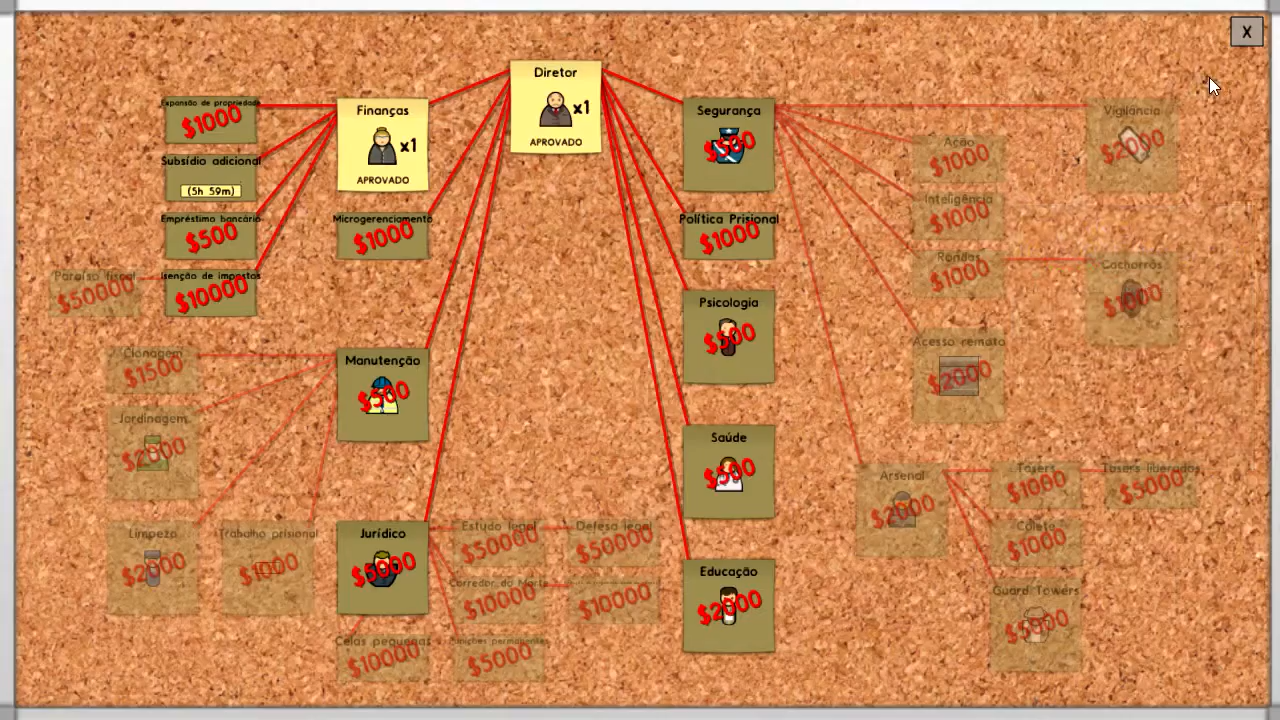 X
Diretor
x1
APROVADO
Expansão de propriedade
$1000
Finanças
x1
APROVADO
Segurança
$500
Vigilância
$2000
Ação
$1000
Subsídio adicional
(5h 59m)
Inteligência
$1000
Empréstimo bancário
$500
Microgerenciamento
$1000
Política Prisional
$1000
Rondas
$1000
Cachorros
$1000
Paraíso fiscal
$50000
Isenção de impostos
$10000
Psicologia
$500
Acesso remoto
$2000
Clonagem
$1500
Manutenção
$500
Jardinagem
$2000
Saúde
$500
Arsenal
$2000
Tasers
$1000
Tasers liberados
$5000
Limpeza
$2000
Trabalho prisional
$1000
Jurídico
$5000
Estudo legal
$50000
Defesa legal
$50000
Colete
$1000
Corredor da Morte
$10000
$10000
Educação
$2000
Guard Towers
$5000
Celas pequenas
$10000
Punições permanentes
$5000